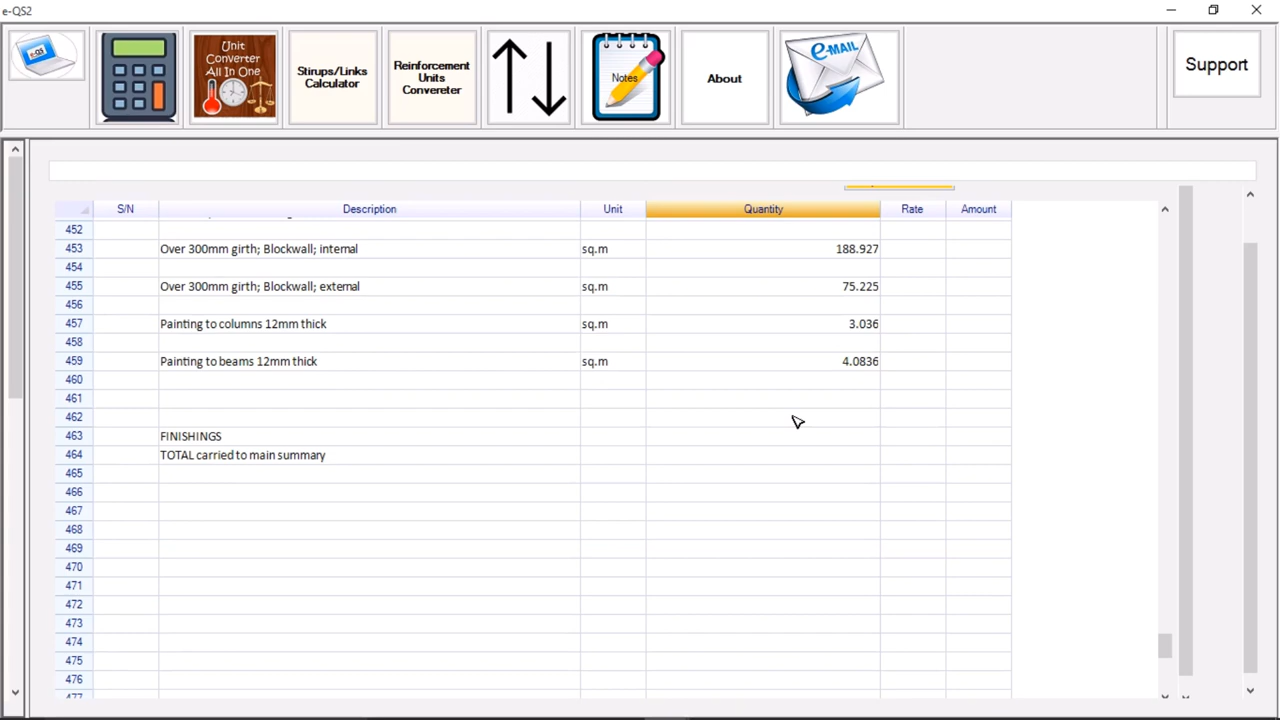 e-QS2
e-QS
Unit
Converter
All In One
Stirups/Links
Calculator
Reinforcement
Units
Convereter
Notes
About
e-MAIL
Support
S/N Description Unit Quantity Rate Amount
452
453 Over 300mm girth; Blockwall; internal sq.m 188.927
454
455 Over 300mm girth; Blockwall; external sq.m 75.225
456
457 Painting to columns 12mm thick sq.m 3.036
458
459 Painting to beams 12mm thick sq.m 4.0836
460
461
462
463 FINISHINGS
464 TOTAL carried to main summary
465
466
467
468
469
470
471
472
473
474
475
476
477